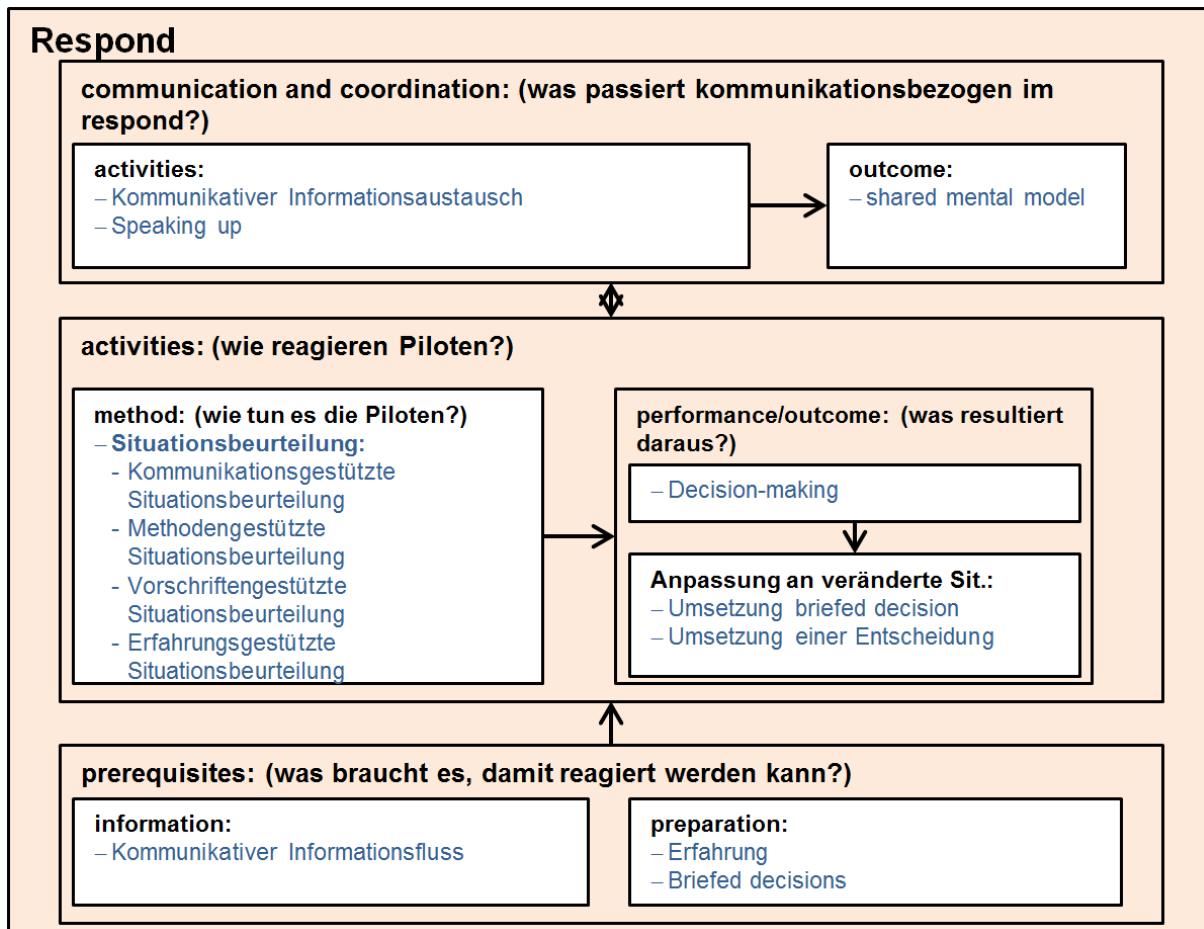 Respond
communication and coordination: (was passiert kommunikationsbezogen im
respond?)
activities:
– Kommunikativer Informationsaustausch
– Speaking up
outcome:
– shared mental model
activities: (wie reagieren Piloten?)
method: (wie tun es die Piloten?)
– Situationsbeurteilung:
- Kommunikationsgestützte
Situationsbeurteilung
- Methodengestützte
Situationsbeurteilung
- Vorschriftengestützte
Situationsbeurteilung
- Erfahrungsgestützte
Situationsbeurteilung
performance/outcome: (was resultiert
daraus?)
– Decision-making
Anpassung an veränderte Sit.:
– Umsetzung briefed decision
– Umsetzung einer Entscheidung
prerequisites: (was braucht es, damit reagiert werden kann?)
information:
– Kommunikativer Informationsfluss
preparation:
– Erfahrung
– Briefed decisions